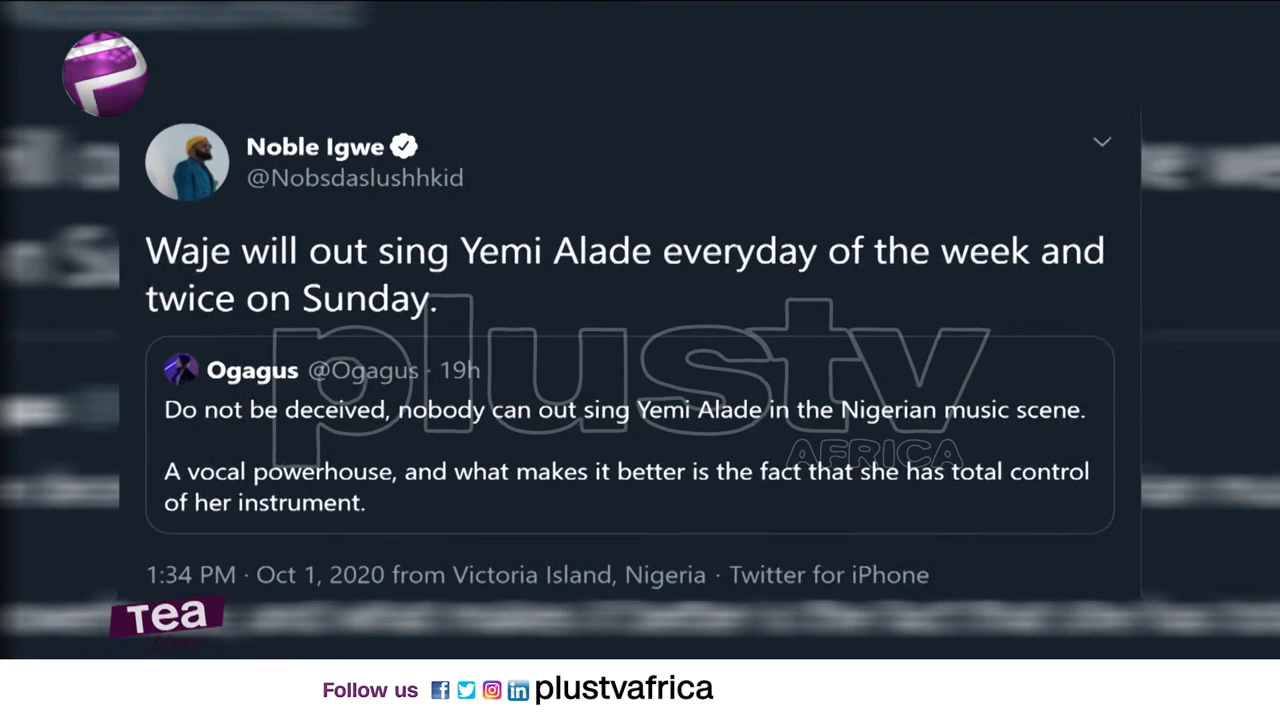 Noble Igwe
@Nobsdaslushhkid
Waje will out sing Yemi Alade everyday of the week and
twice on Sunday.
Ogagus @Ogagus · 19h
Do not be deceived, nobody can out sing Yemi Alade in the Nigerian music scene.
A vocal powerhouse, and what makes it better is the fact that she has total control
of her instrument.
plustv
AFRICA
1:34 PM · Oct 1, 2020 from Victoria Island, Nigeria · Twitter for iPhone
Tea
Follow us plustvafrica